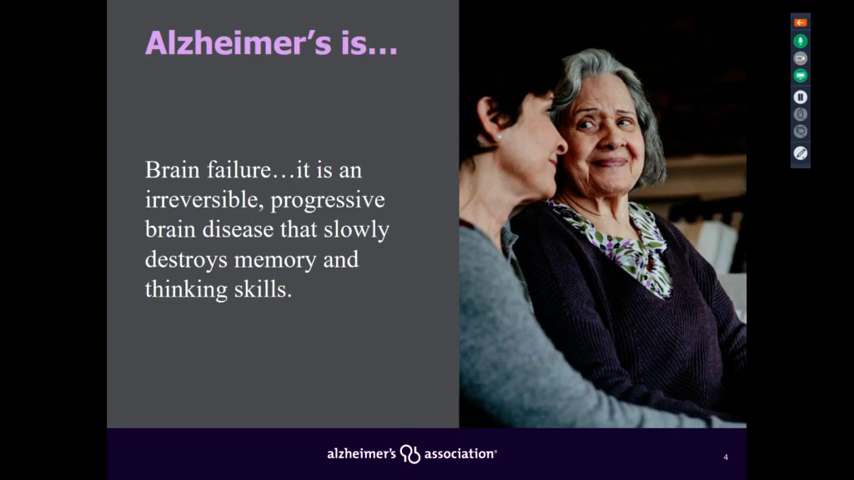 Alzheimer's is…
Brain failure…it is an
irreversible, progressive
brain disease that slowly
destroys memory and
thinking skills.
alzheimer's association®
4